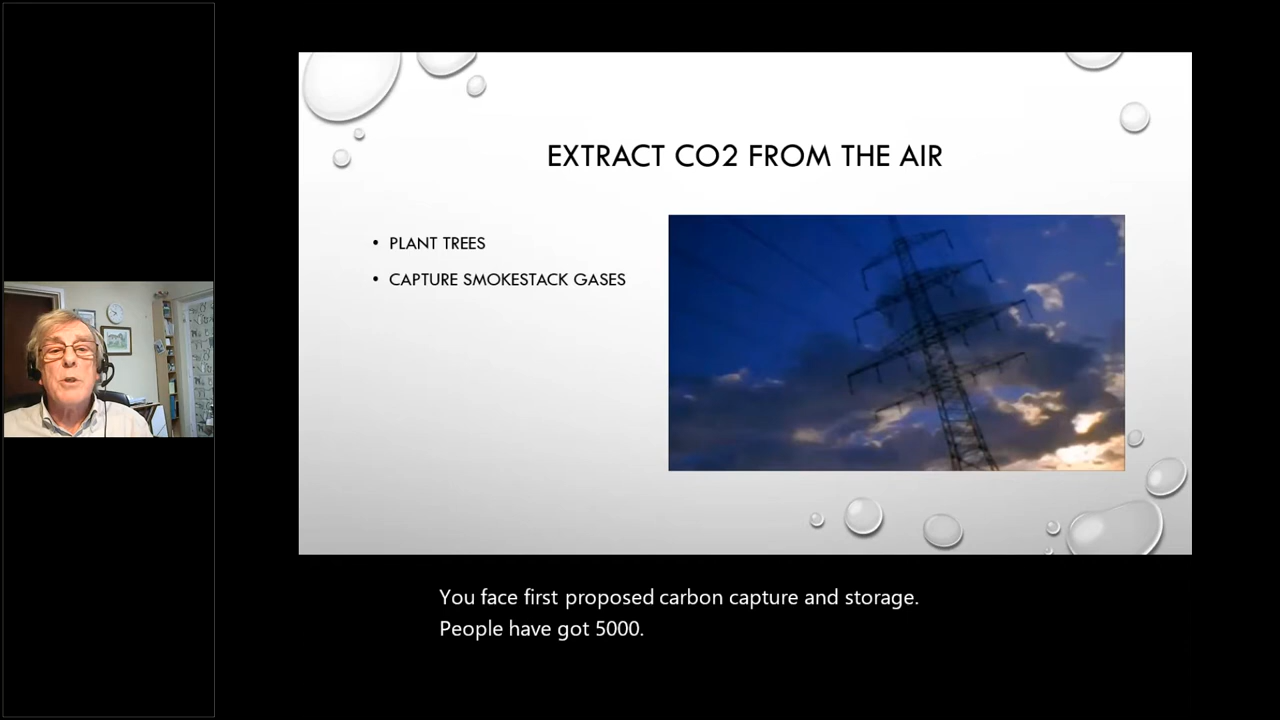 EXTRACT CO2 FROM THE AIR
• PLANT TREES
• CAPTURE SMOKESTACK GASES
You face first proposed carbon capture and storage.
People have got 5000.